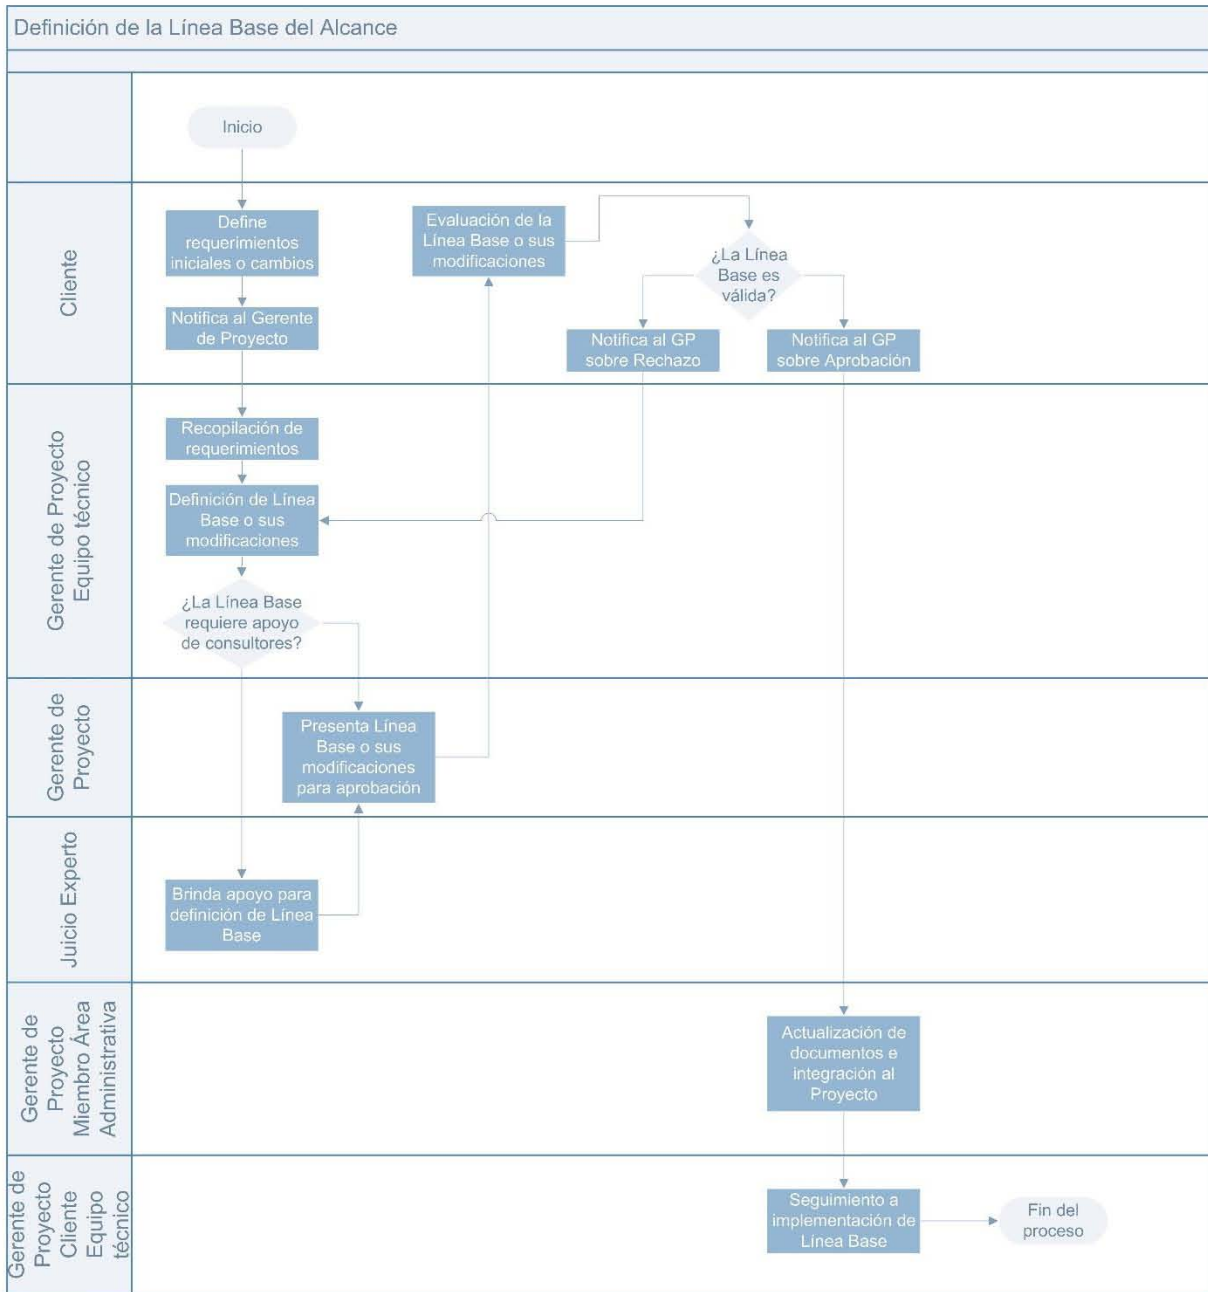 Definición de la Línea Base del Alcance
Inicio
Cliente
Define
requerimientos
iniciales o cambios
Notifica al Gerente
de Proyecto
Evaluación de la
Línea Base o sus
modificaciones
¿La Línea
Base es
válida?
Notifica al GP
sobre Rechazo
Notifica al GP
sobre Aprobación
Gerente de Proyecto
Equipo técnico
Recopilación de
requerimientos
Definición de Línea
Base o sus
modificaciones
¿La Línea Base
requiere apoyo
de consultores?
Gerente de
Proyecto
Presenta Línea
Base o sus
modificaciones
para aprobación
Juicio Experto
Brinda apoyo para
definición de Línea
Base
Gerente de
Proyecto
Miembro Área
Administrativa
Actualización de
documentos e
integración al
Proyecto
Gerente de
Proyecto
Cliente
Equipo
técnico
Seguimiento a
implementación de
Línea Base
Fin del
proceso